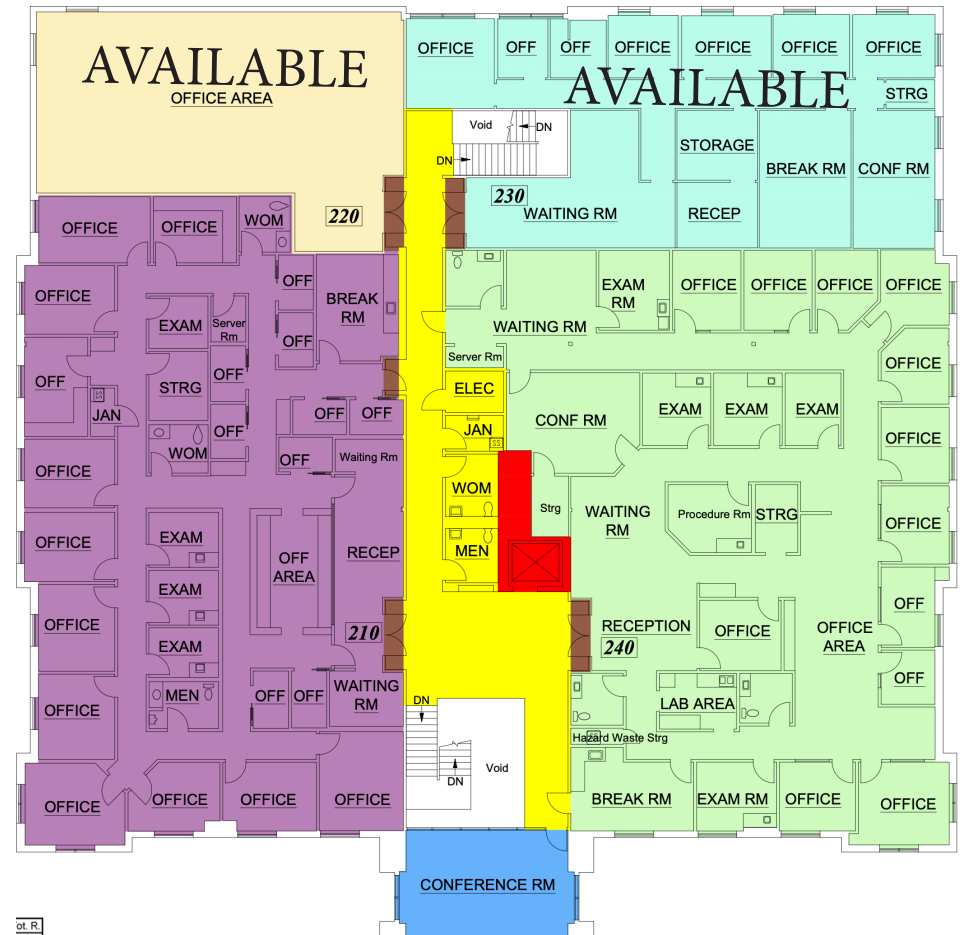 AVAILABLE
OFFICE AREA
220
OFFICE
OFF
OFF
OFFICE
OFFICE
OFFICE
OFFICE
AVAILABLE
STRG
Void
DN
DN
STORAGE
BREAK RM
CONF RM
230
WAITING RM
RECEP
OFFICE
OFFICE
WOM
OFFICE
OFF
BREAK
RM
EXAM
Server
Rm
OFF
OFF
STRG
OFF
JAN
OFF
OFF
OFF
WOM
OFF
Waiting Rm
OFFICE
OFFICE
EXAM
OFF
AREA
RECEP
EXAM
OFFICE
EXAM
210
MEN
OFF
OFF
WAITING
RM
OFFICE
OFFICE
OFFICE
OFFICE
OFFICE
EXAM
RM
OFFICE
OFFICE
OFFICE
OFFICE
WAITING RM
Server Rm
OFFICE
ELEC
CONF RM
EXAM
EXAM
EXAM
JAN
SS
OFFICE
WOM
Strg
WAITING
RM
Procedure Rm
STRG
OFFICE
MEN
OFF
RECEPTION
OFFICE
OFFICE
AREA
240
OFF
LAB AREA
Hazard Waste Strg
DN
DN
Void
BREAK RM
EXAM RM
OFFICE
OFFICE
CONFERENCE RM
ot. R.